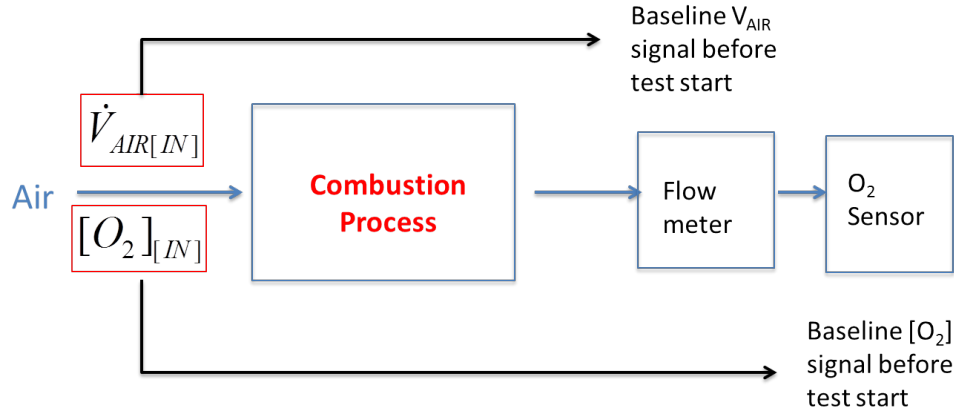 Baseline V_AIR
signal before
test start
V̇_AIR[IN]
Air
[O₂]_[IN]
Combustion
Process
Flow
meter
O₂
Sensor
Baseline [O₂]
signal before
test start